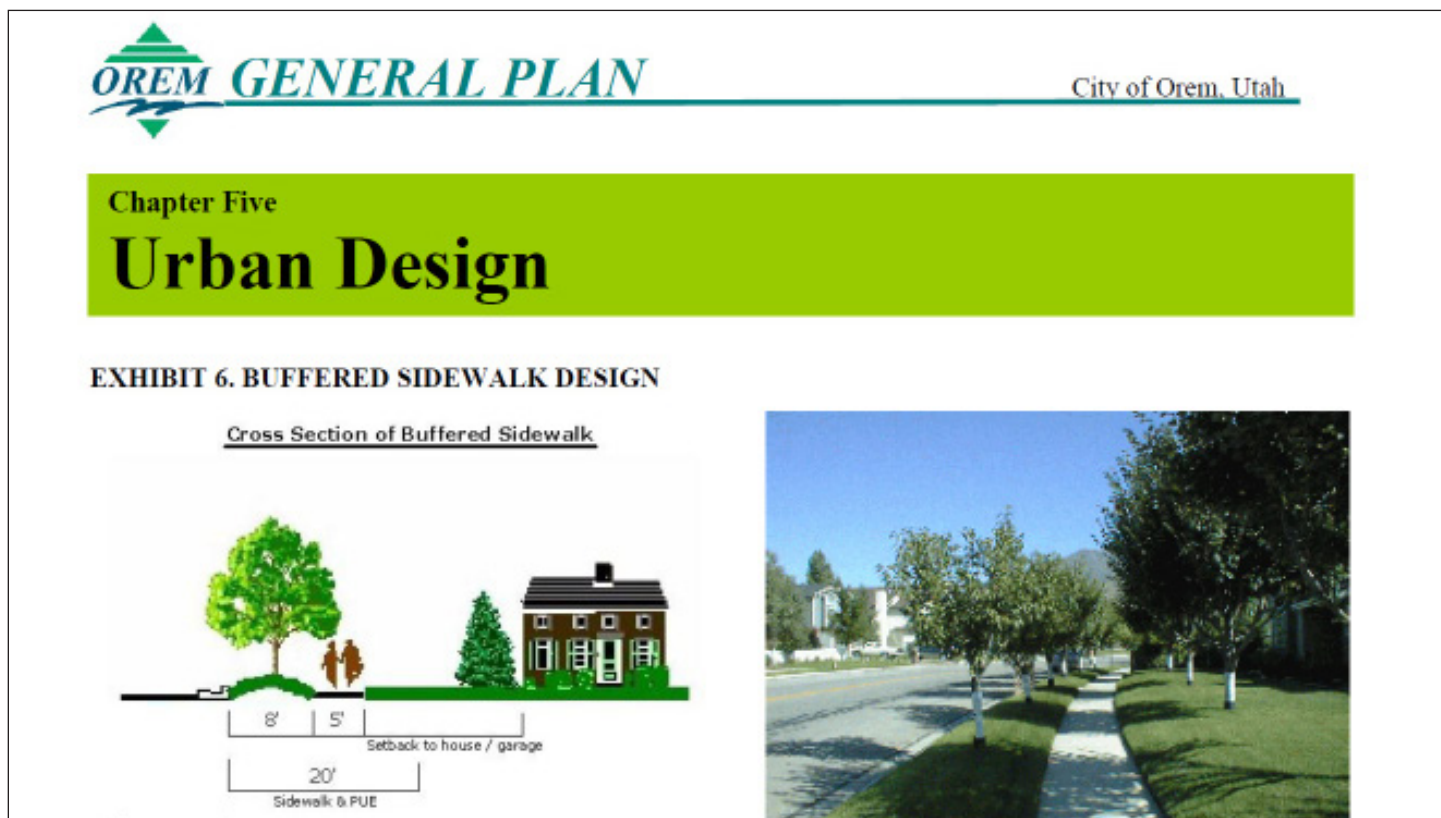 OREM GENERAL PLAN
City of Orem, Utah
Chapter Five
Urban Design
EXHIBIT 6. BUFFERED SIDEWALK DESIGN
Cross Section of Buffered Sidewalk
8' 5'
Setback to house / garage
20'
Sidewalk & PUE